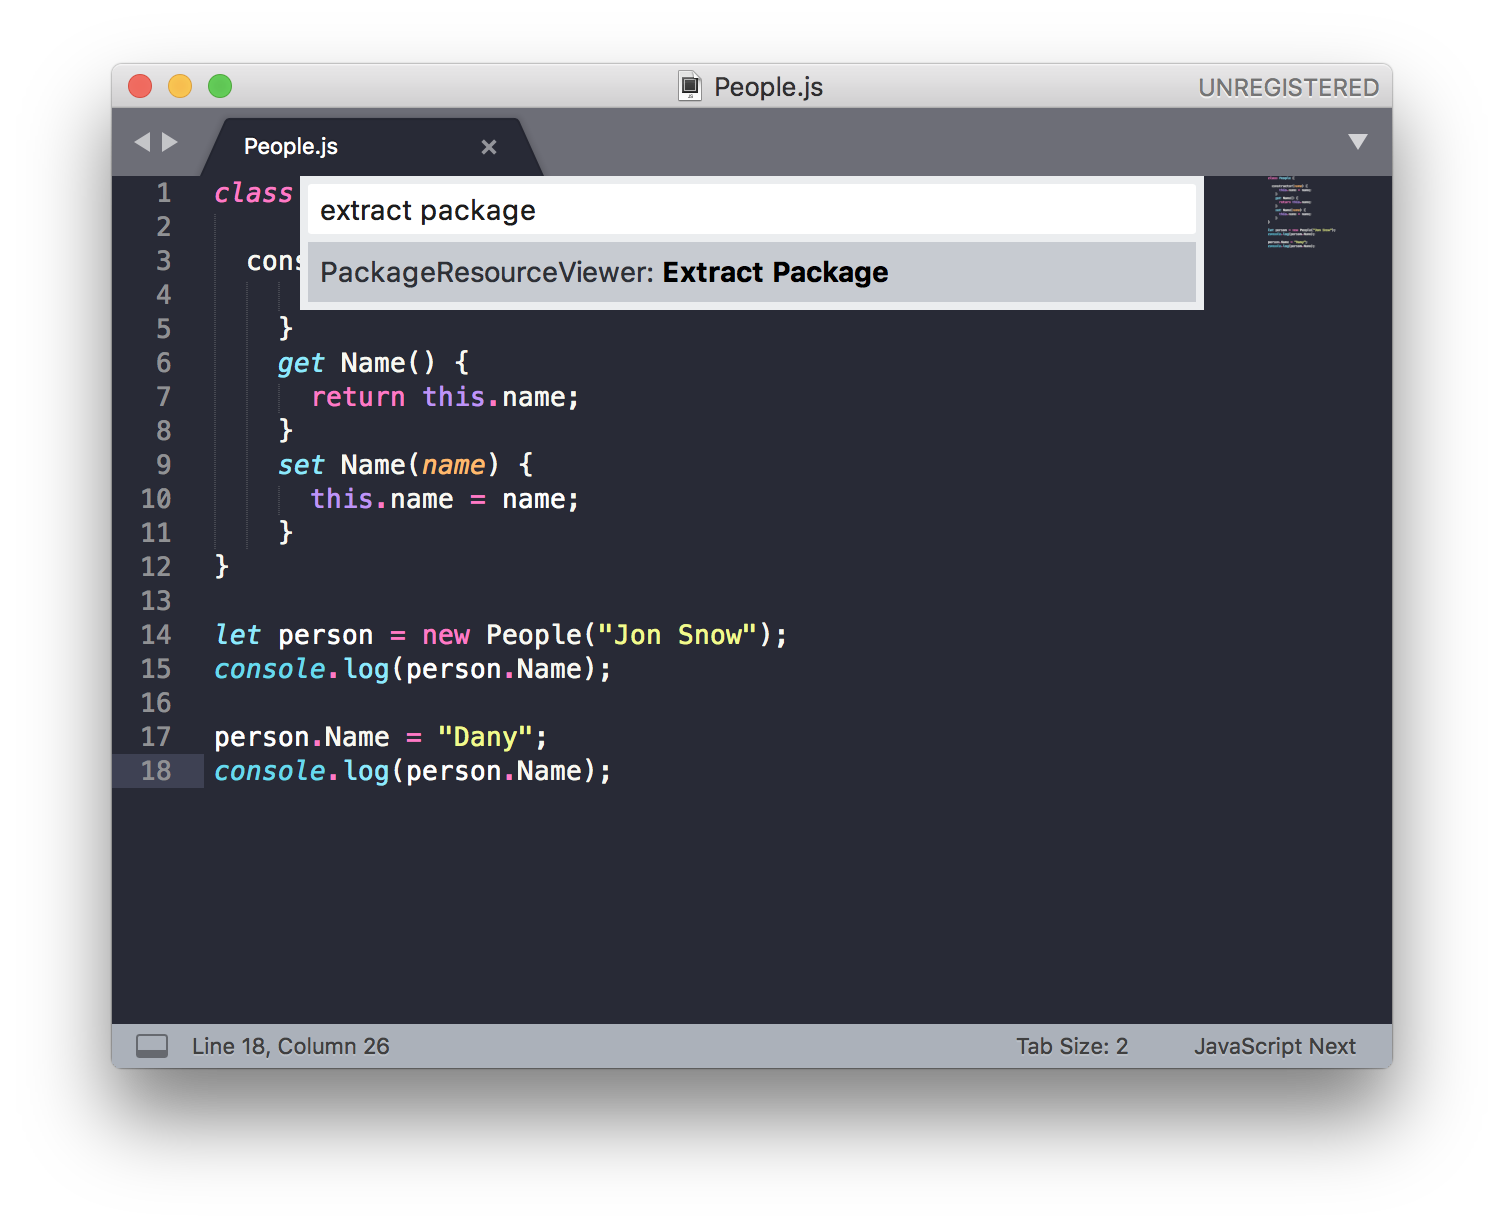 People.js
UNREGISTERED
People.js
extract package
PackageResourceViewer: Extract Package
1 class
2
3 cons
4
5 }
6 get Name() {
7 return this.name;
8 }
9 set Name(name) {
10 this.name = name;
11 }
12 }
13
14 let person = new People("Jon Snow");
15 console.log(person.Name);
16
17 person.Name = "Dany";
18 console.log(person.Name);
Line 18, Column 26
Tab Size: 2
JavaScript Next